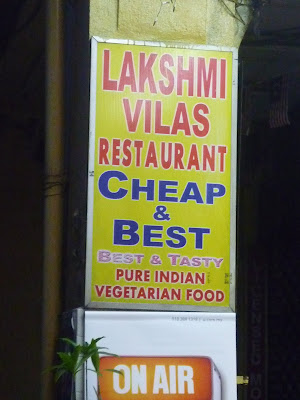 LAKSHMI
VILAS
RESTAURANT
CHEAP
&
BEST
BEST & TASTY
PURE INDIAN
VEGETARIAN FOOD
ON AIR